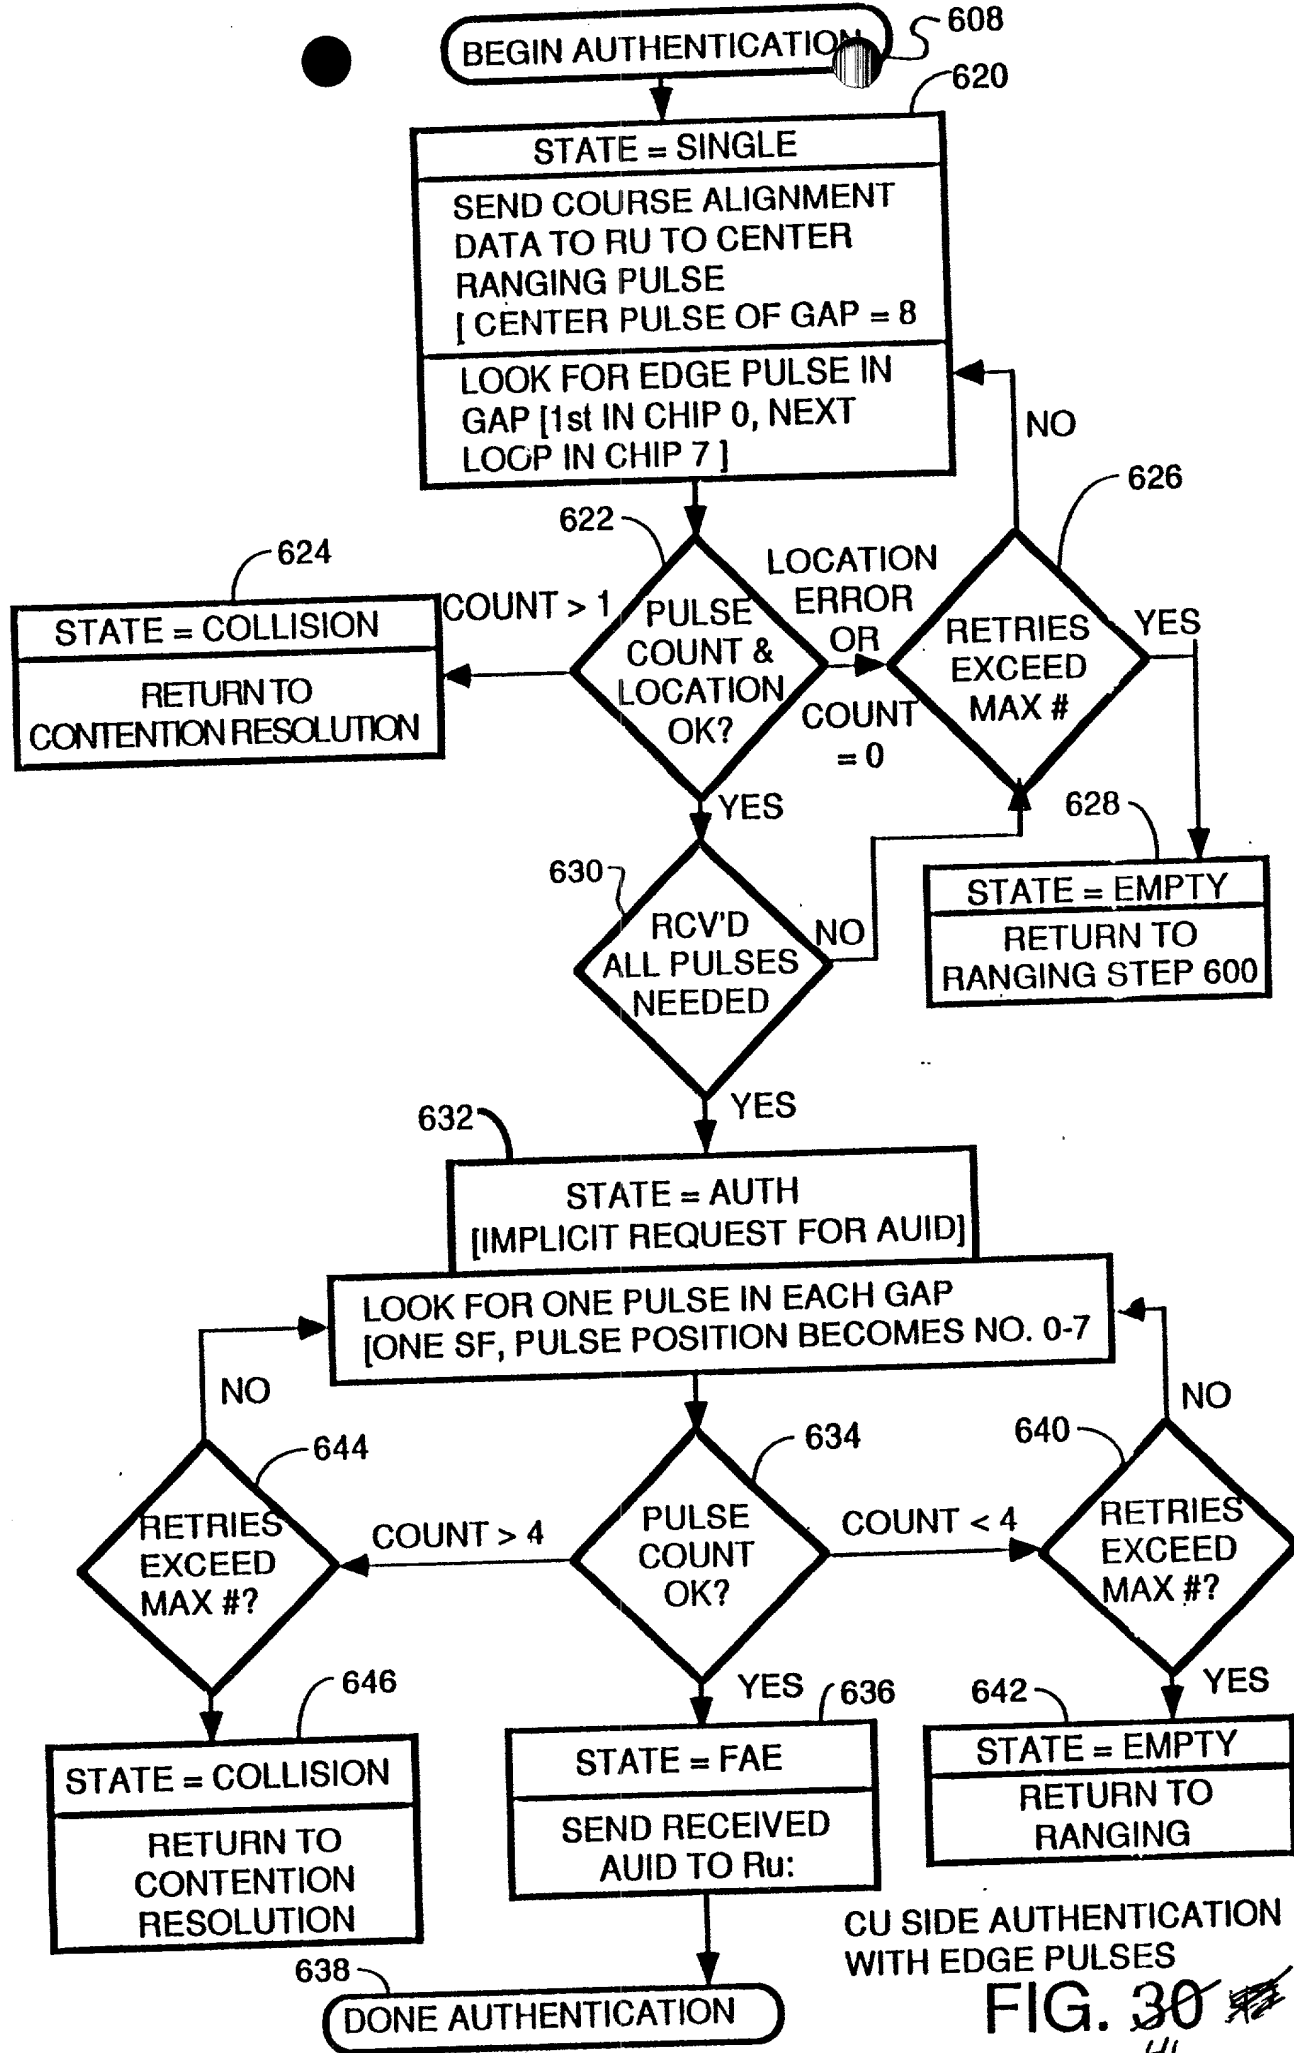 BEGIN AUTHENTICATION
608
620
STATE = SINGLE
SEND COURSE ALIGNMENT
DATA TO RU TO CENTER
RANGING PULSE
[ CENTER PULSE OF GAP = 8
LOOK FOR EDGE PULSE IN
GAP [1st IN CHIP 0, NEXT
LOOP IN CHIP 7 ]
NO
626
622
624
STATE = COLLISION
RETURN TO
CONTENTION RESOLUTION
COUNT > 1
PULSE
COUNT &
LOCATION
OK?
LOCATION
ERROR
OR
COUNT
= 0
RETRIES
EXCEED
MAX #
YES
YES
628
STATE = EMPTY
RETURN TO
RANGING STEP 600
630
RCV'D
ALL PULSES
NEEDED
NO
YES
632
STATE = AUTH
[IMPLICIT REQUEST FOR AUID]
LOOK FOR ONE PULSE IN EACH GAP
[ONE SF, PULSE POSITION BECOMES NO. 0-7
NO
NO
644
634
640
RETRIES
EXCEED
MAX #?
COUNT > 4
PULSE
COUNT
OK?
COUNT < 4
RETRIES
EXCEED
MAX #?
646
YES
636
642
YES
STATE = COLLISION
RETURN TO
CONTENTION
RESOLUTION
STATE = FAE
SEND RECEIVED
AUID TO Ru:
STATE = EMPTY
RETURN TO
RANGING
638
DONE AUTHENTICATION
CU SIDE AUTHENTICATION
WITH EDGE PULSES
FIG. 30